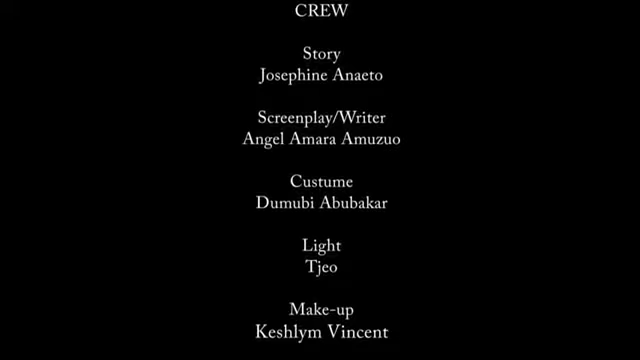 CREW
Story
Josephine Anaeto
Screenplay/Writer
Angel Amara Amuzuo
Custume
Dumubi Abubakar
Light
Tjeo
Make-up
Keshlym Vincent